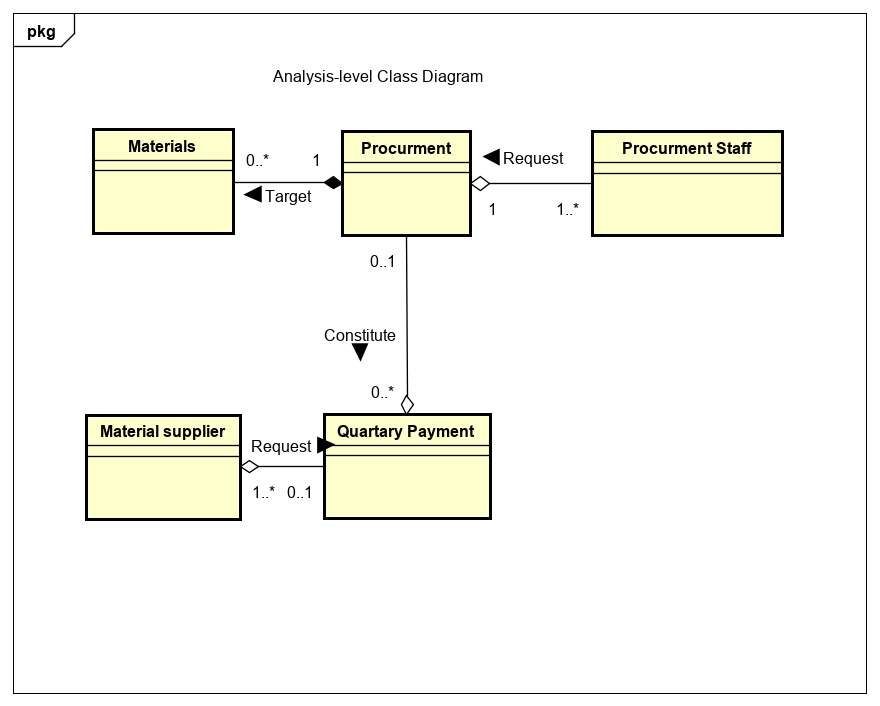 pkg
Analysis-level Class Diagram
Materials
0..*
1
Target
Procurment
Request
1
1..*
Procurment Staff
0..1
Constitute
0..*
Material supplier
Request
1..*
0..1
Quartary Payment